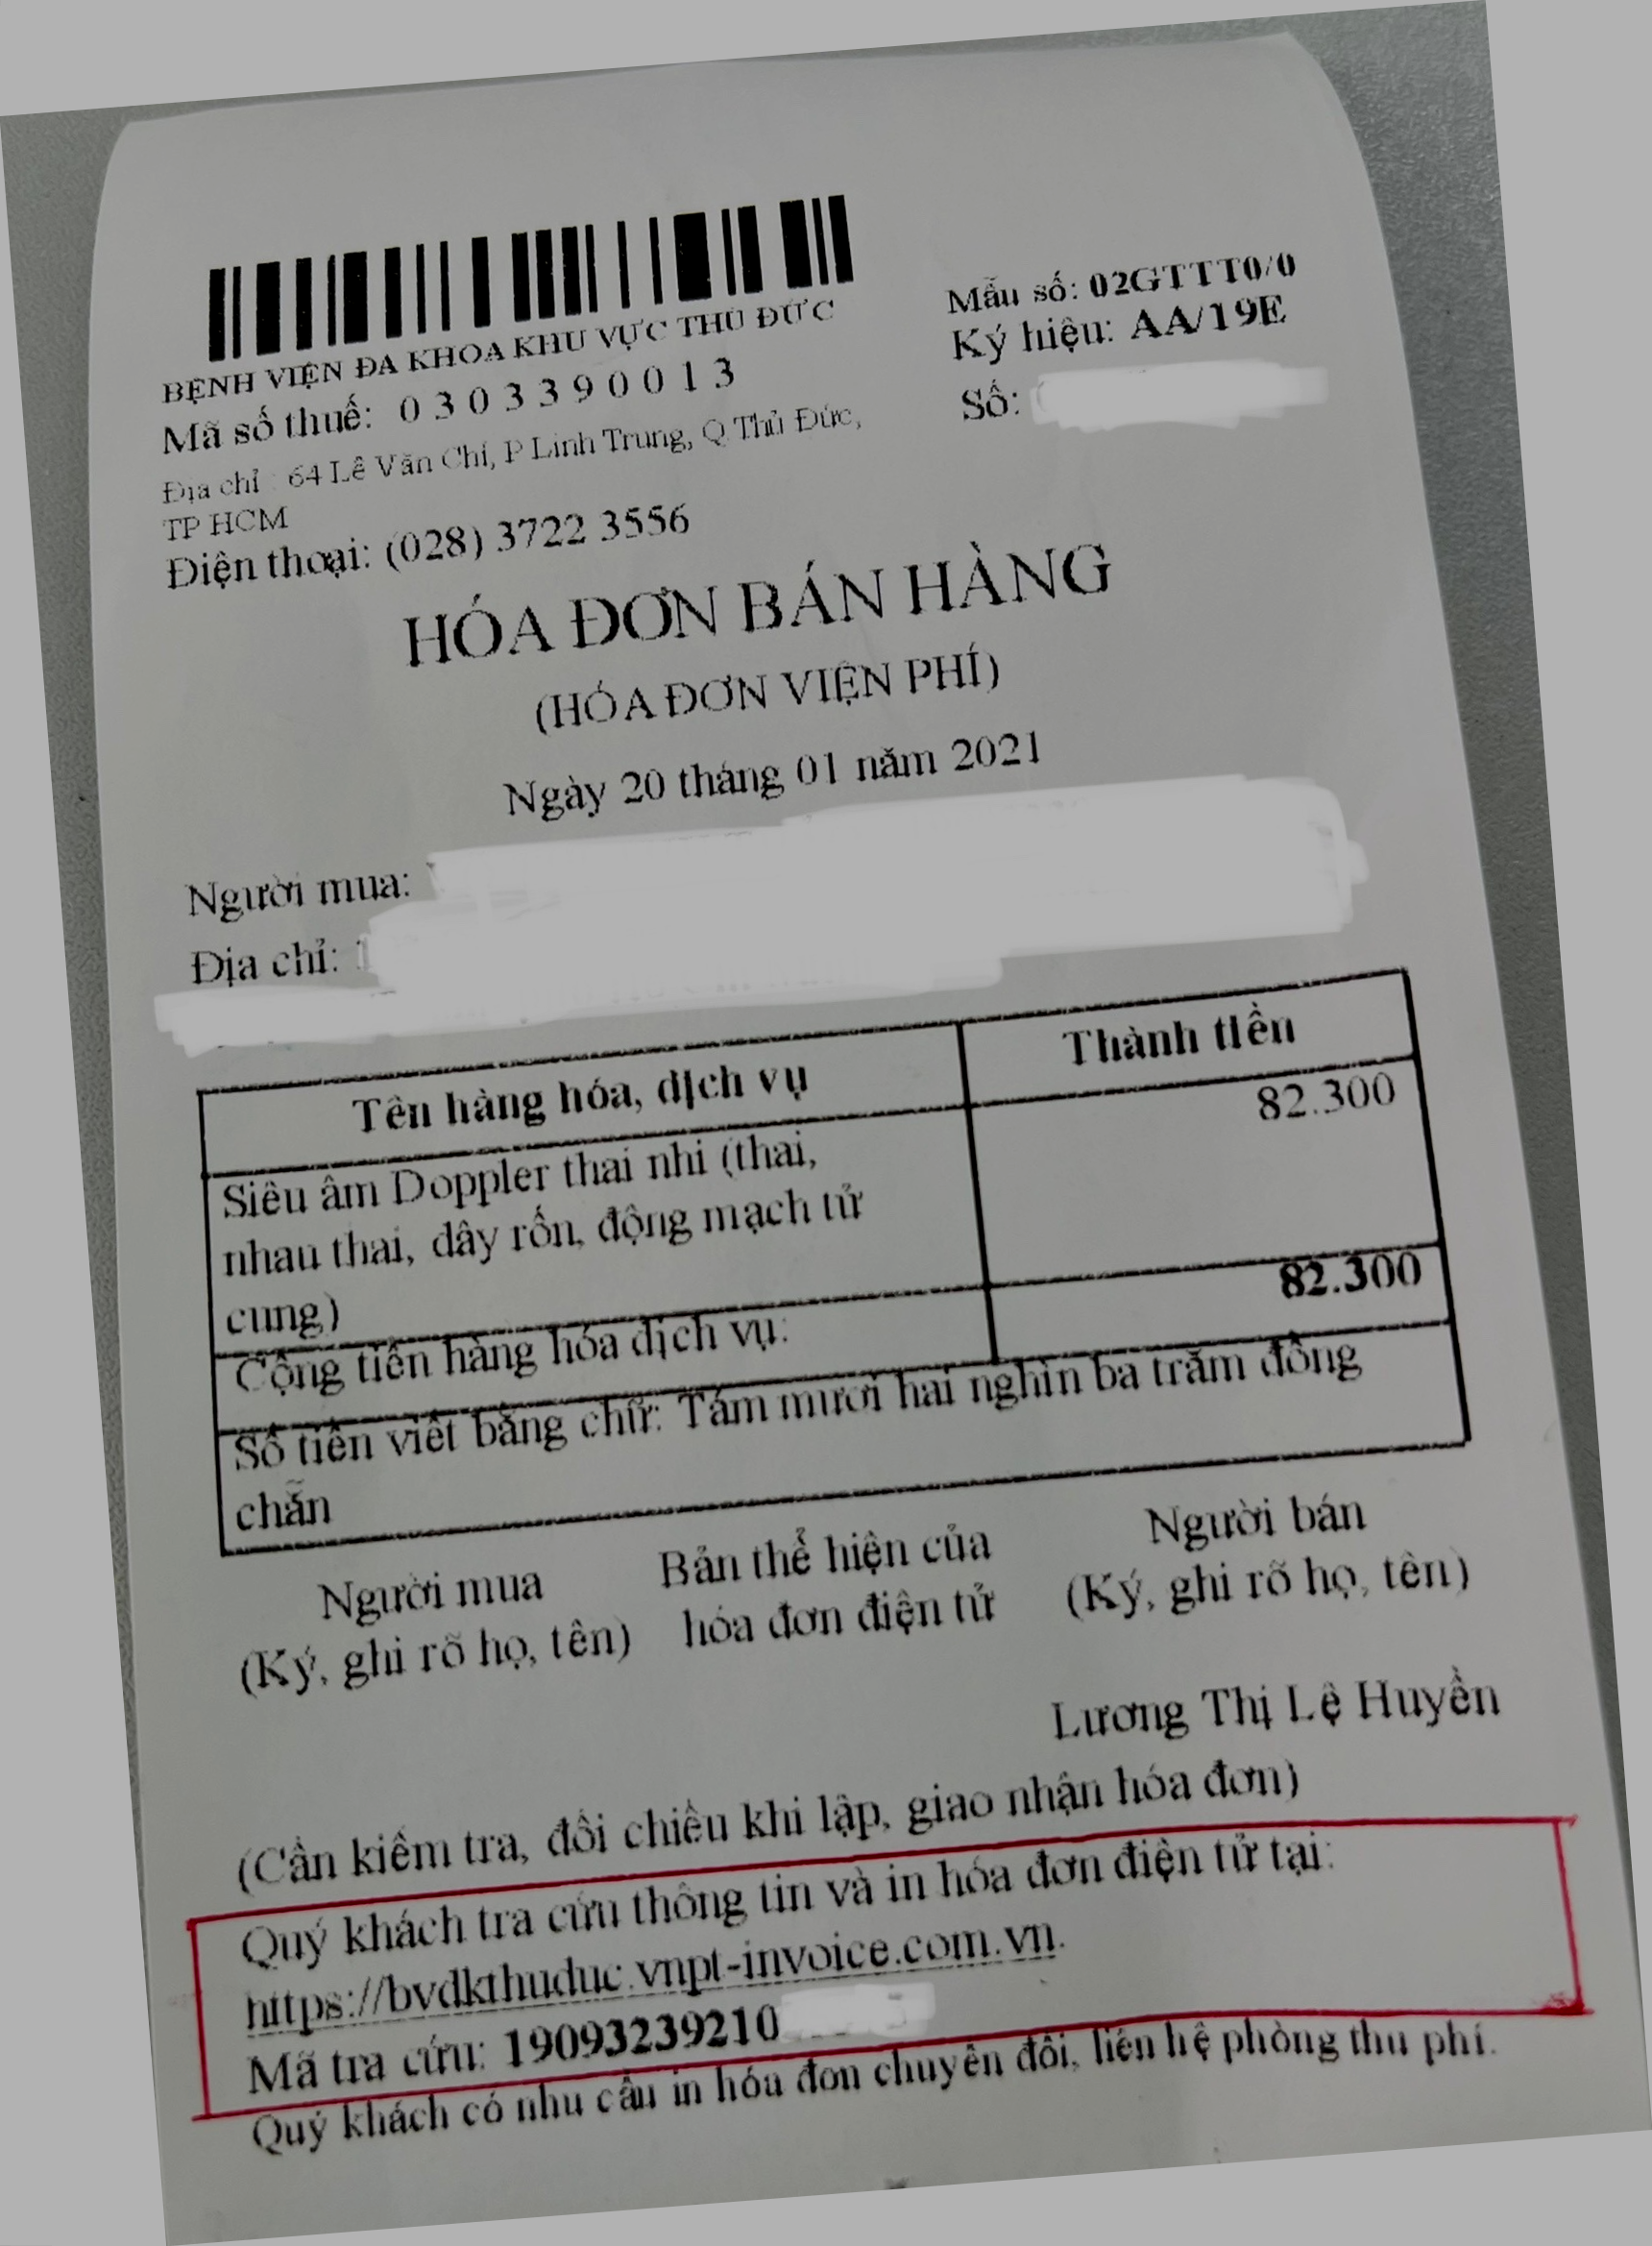 BỆNH VIỆN ĐA KHOA KHU VỰC THỦ ĐỨC
Mã số thuế: 0 3 0 3 3 9 0 0 1 3
Địa chỉ : 64 Lê Văn Chí, P Linh Trung, Q Thủ Đức,
TP HCM
Điện thoại: (028) 3722 3556
Mẫu số: 02GTTT0/0
Ký hiệu: AA/19E
Số:
HÓA ĐƠN BÁN HÀNG
(HÓA ĐƠN VIỆN PHÍ)
Ngày 20 tháng 01 năm 2021
Người mua:
Địa chỉ:
Tên hàng hóa, dịch vụ Thành tiền
Siêu âm Doppler thai nhi (thai, 82.300
nhau thai, dây rốn, động mạch tử
cung)
Cộng tiền hàng hóa dịch vụ: 82.300
Số tiền viết bằng chữ: Tám mươi hai nghìn ba trăm đồng
chẵn
Người mua Bản thể hiện của Người bán
(Ký, ghi rõ họ, tên) hóa đơn điện tử (Ký, ghi rõ họ, tên)
Lương Thị Lệ Huyền
(Cần kiểm tra, đối chiếu khi lập, giao nhận hóa đơn)
Quý khách tra cứu thông tin và in hóa đơn điện tử tại:
https://bvdkthuduc.vnpt-invoice.com.vn.
Mã tra cứu: 19093239210
Quý khách có nhu cầu in hóa đơn chuyển đổi, liên hệ phòng thu phí.